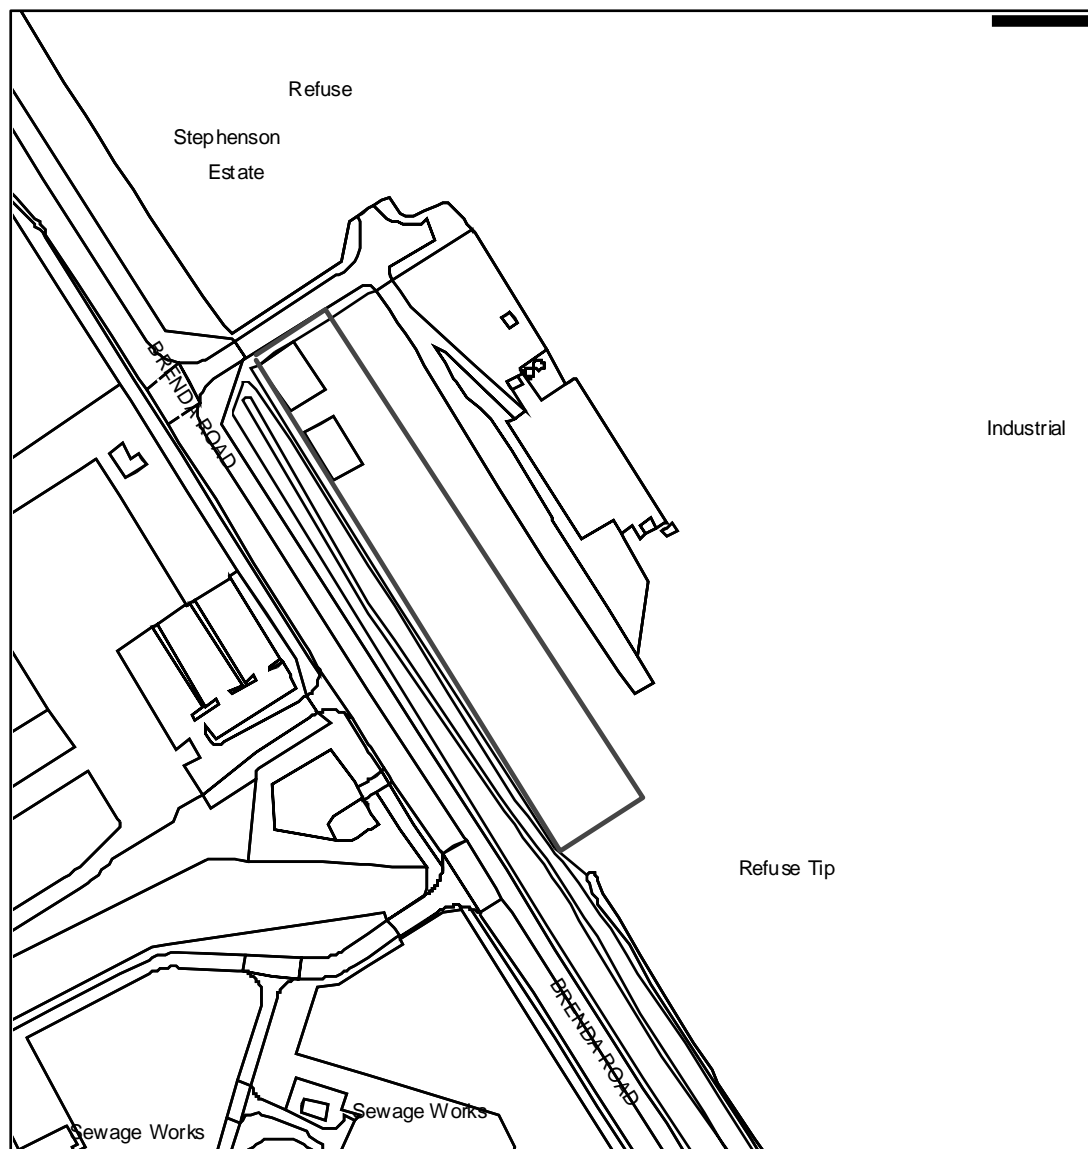 Refuse
Stephenson
Estate
BRENDA ROAD
Industrial
Refuse Tip
BRENDA ROAD
Sewage Works
Sewage Works